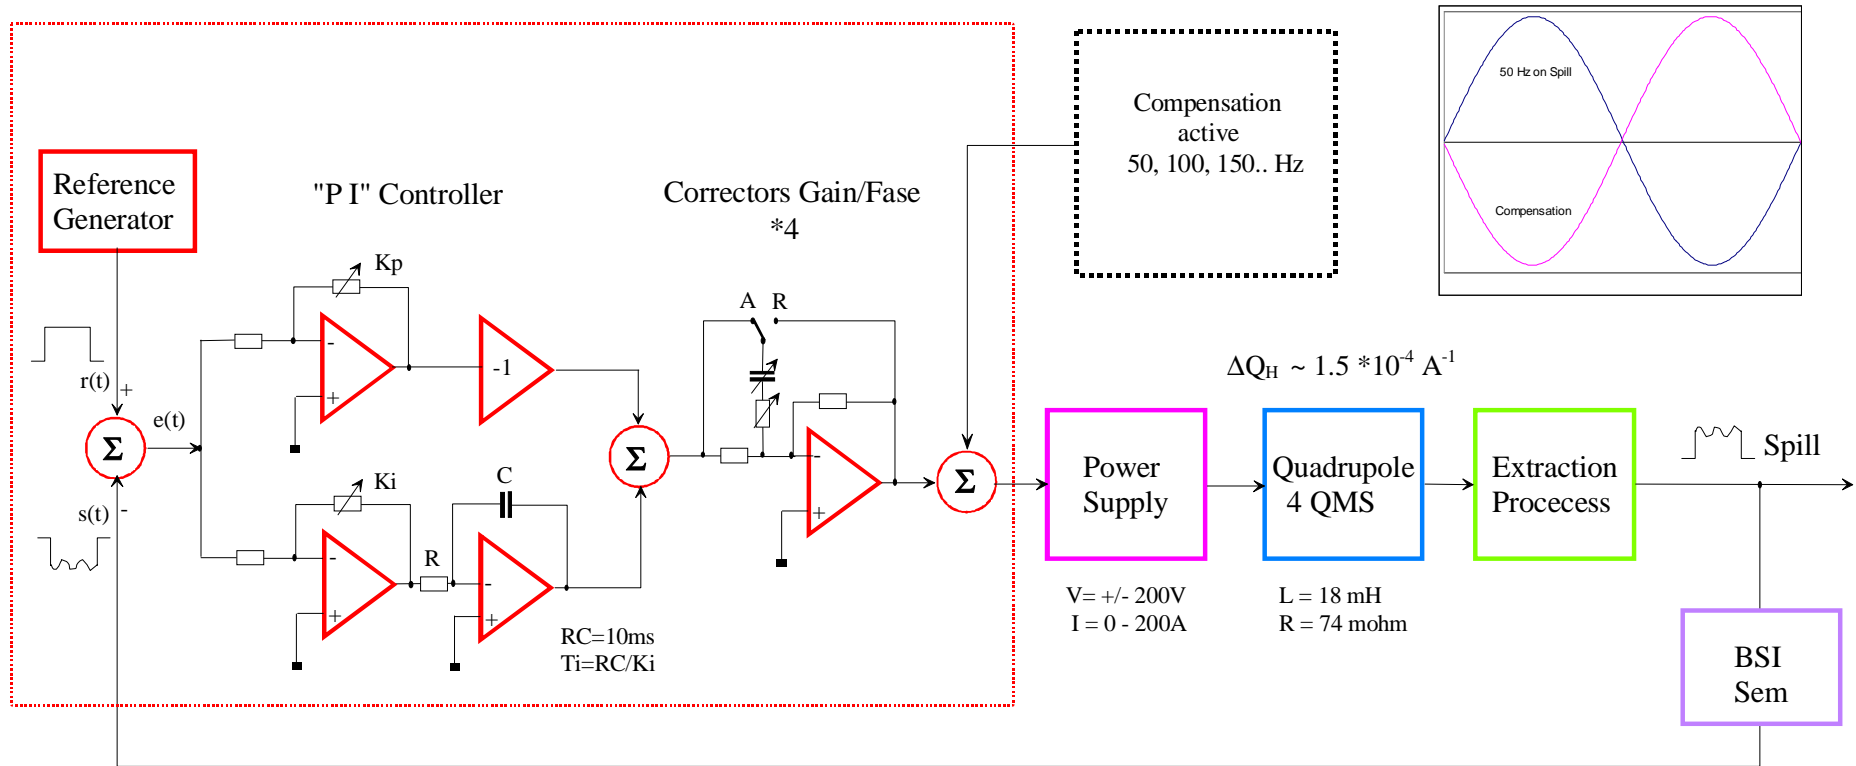 Reference
Generator
"P I" Controller
Correctors Gain/Fase
*4
Compensation
active
50, 100, 150.. Hz
50 Hz on Spill
Compensation
Kp
-
+
-1
A R
r(t)
+
Σ
e(t)
s(t)
-
Ki
-
+
R
C
-
+
RC=10ms
Ti=RC/Ki
Σ
-
+
Σ
ΔQH ~ 1.5 *10-4 A-1
Power
Supply
V= +/- 200V
I = 0 - 200A
Quadrupole
4 QMS
L = 18 mH
R = 74 mohm
Extraction
Procecess
Spill
BSI
Sem